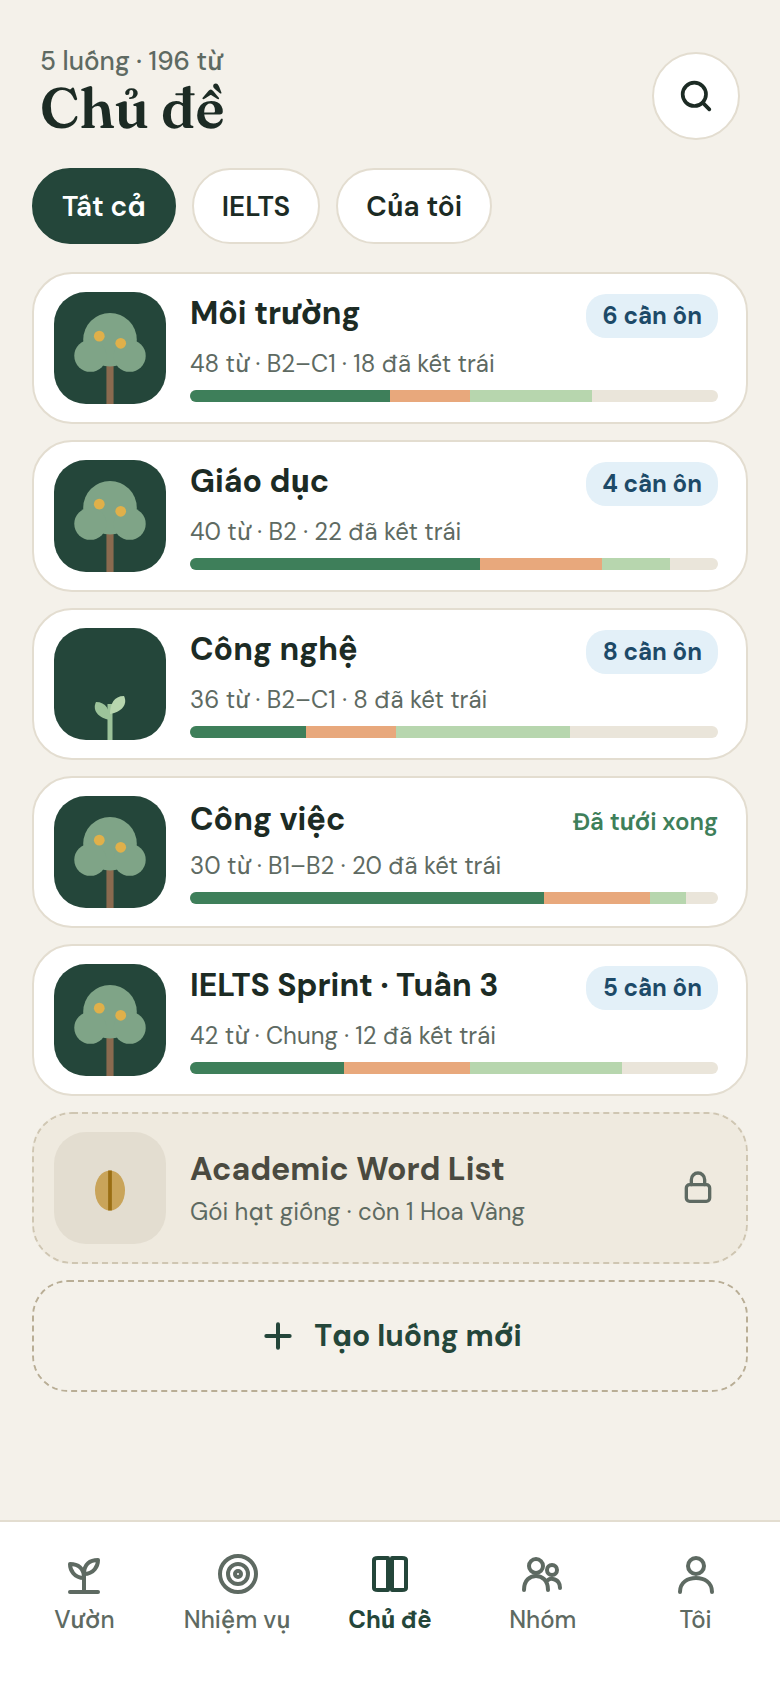 5 luống · 196 từ
Chủ đề
Tất cả
IELTS
Của tôi
Môi trường
6 cần ôn
48 từ · B2–C1 · 18 đã kết trái
Giáo dục
4 cần ôn
40 từ · B2 · 22 đã kết trái
Công nghệ
8 cần ôn
36 từ · B2–C1 · 8 đã kết trái
Công việc
Đã tưới xong
30 từ · B1–B2 · 20 đã kết trái
IELTS Sprint · Tuần 3
5 cần ôn
42 từ · Chung · 12 đã kết trái
Academic Word List
Gói hạt giống · còn 1 Hoa Vàng
Tạo luống mới
Vườn
Nhiệm vụ
Chủ đề
Nhóm
Tôi